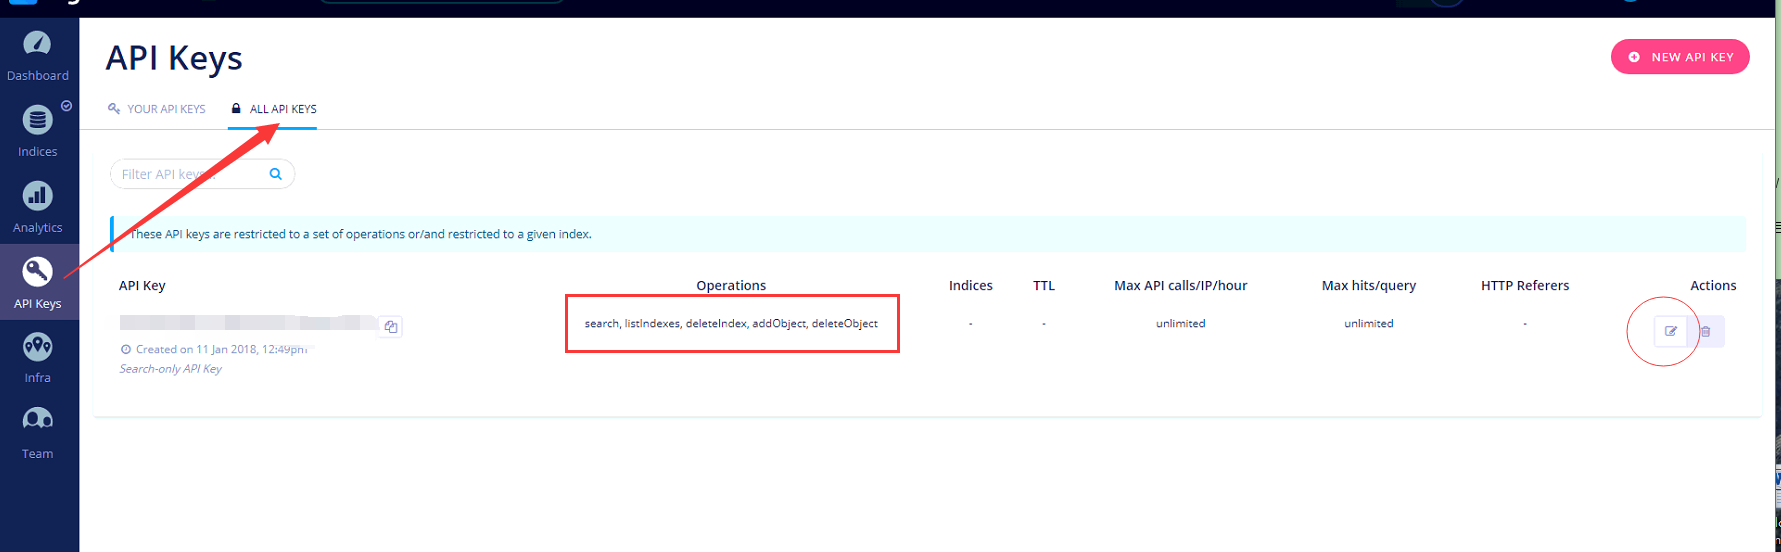 API Keys
NEW API KEY
YOUR API KEYS
ALL API KEYS
Dashboard
Indices
Analytics
API Keys
Infra
Team
Filter API keys...
These API keys are restricted to a set of operations or/and restricted to a given index.
API Key Operations Indices TTL Max API calls/IP/hour Max hits/query HTTP Referers Actions
search, listIndexes, deleteIndex, addObject, deleteObject - - unlimited unlimited -
Created on 11 Jan 2018, 12:49pm
Search-only API Key